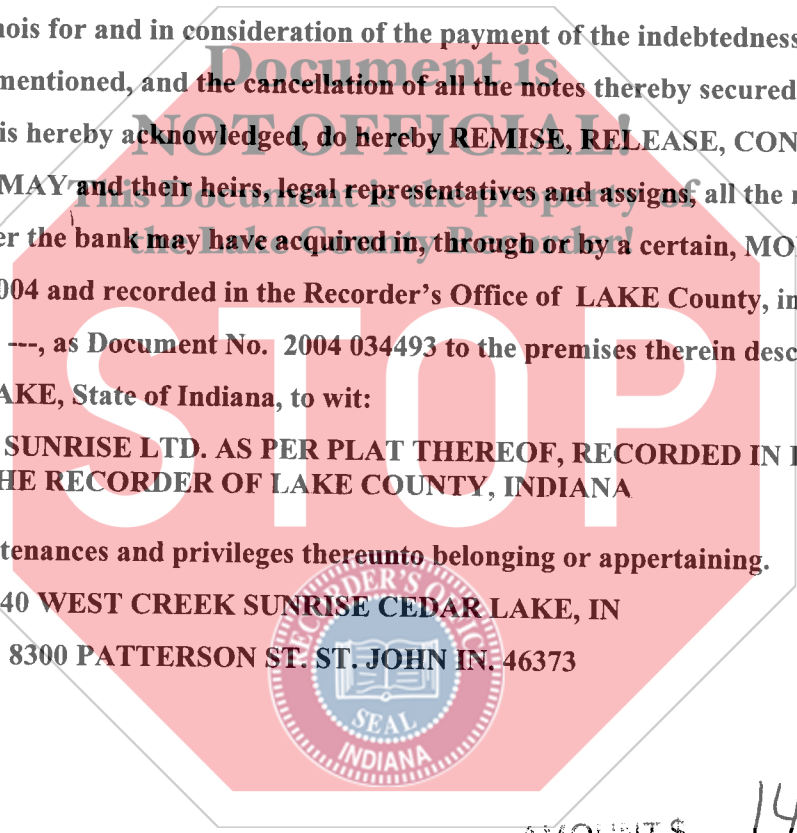 nois for and in consideration of the payment of the indebtedness
Document is
mentioned, and the cancellation of all the notes thereby secured
NOT OFFICIAL!
is hereby acknowledged, do hereby REMISE, RELEASE, CON
This Document is the property of
MAY and their heirs, legal representatives and assigns, all the
the Lake County Recorder!
er the bank may have acquired in, through or by a certain, MO
004 and recorded in the Recorder's Office of LAKE County, in
STOP
---, as Document No. 2004 034493 to the premises therein desc
AKE, State of Indiana, to wit:
SUNRISE LTD. AS PER PLAT THEREOF, RECORDED IN
HE RECORDER OF LAKE COUNTY, INDIANA
tenances and privileges thereunto belonging or appertaining.
40 WEST CREEK SUNRISE CEDAR LAKE, IN
8300 PATTERSON ST. ST. JOHN IN. 46373
RECORDER'S OFFIC
SEAL
INDIANA
AMOUNT $ 14